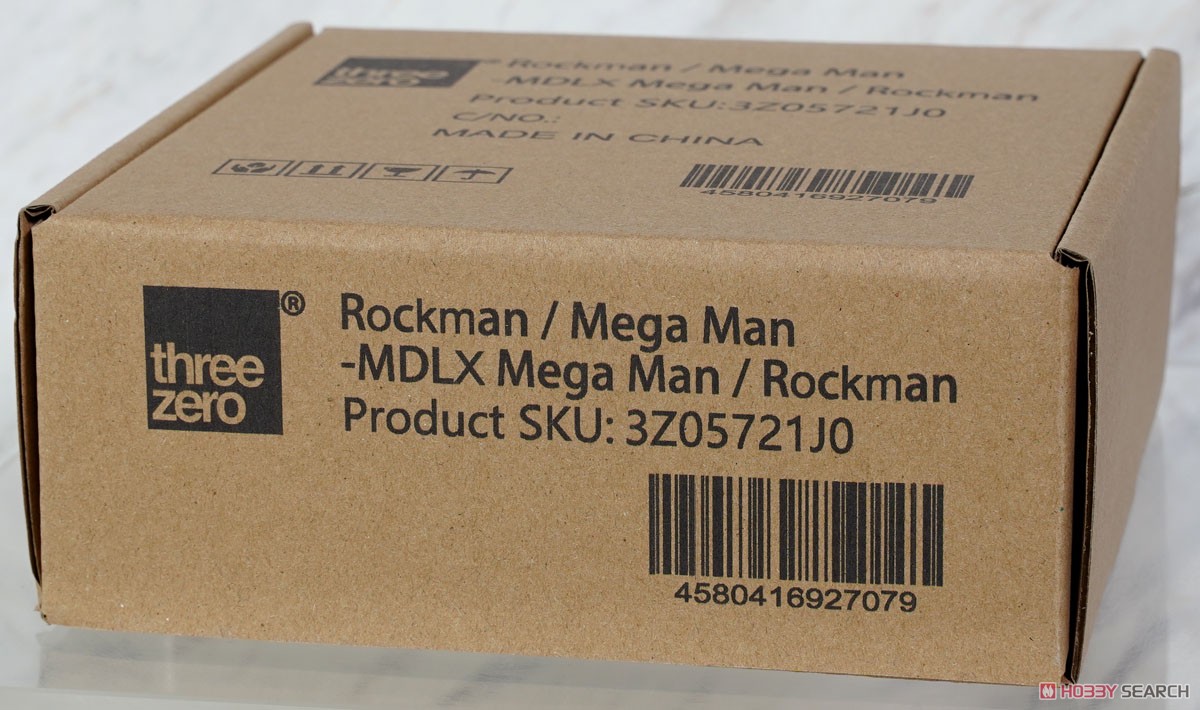 three
zero
Rockman / Mega Man
-MDLX Mega Man / Rockman
Product SKU:3Z05721J0
C/NO.:
MADE IN CHINA
4580416927079
three
zero
®
Rockman / Mega Man
-MDLX Mega Man / Rockman
Product SKU: 3Z05721J0
4580416927079
HOBBY SEARCH